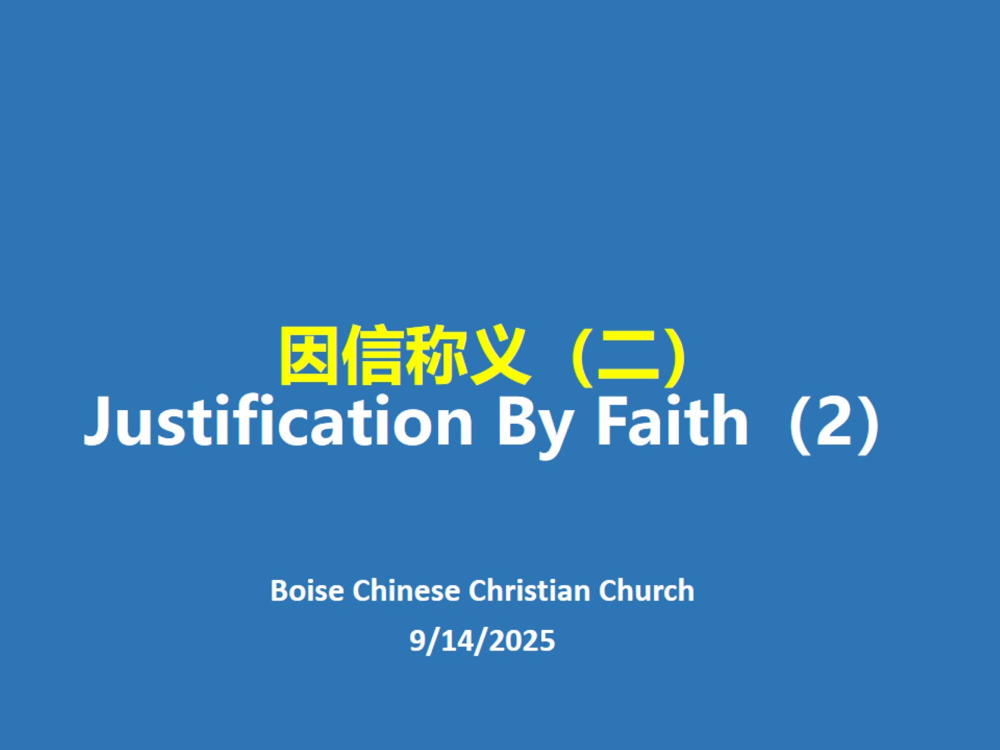 因信称义（二）
Justification By Faith (2)
Boise Chinese Christian Church
9/14/2025